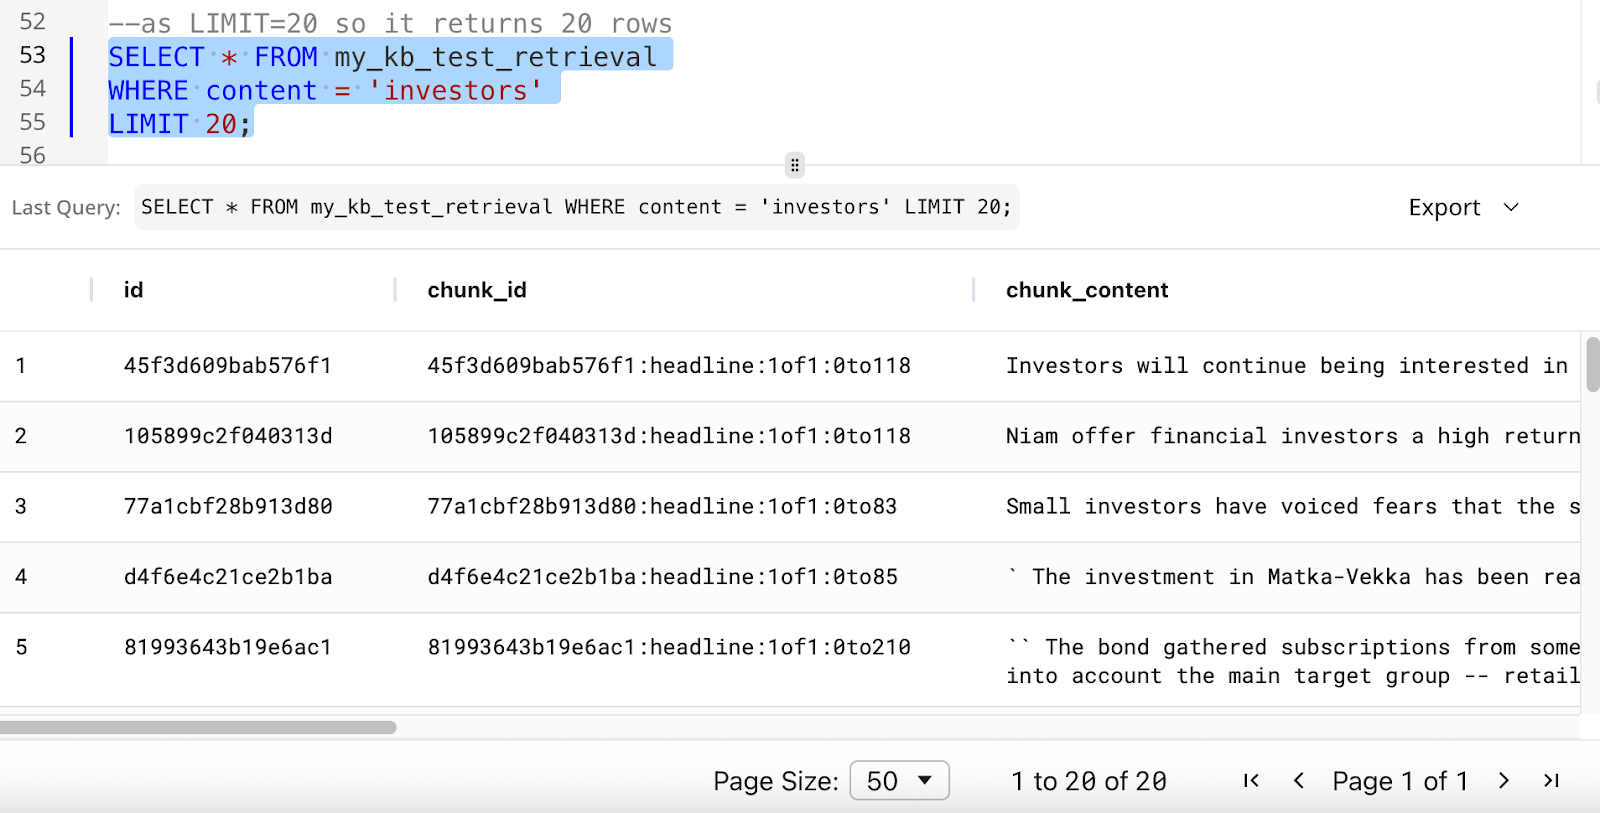 52 --as LIMIT=20 so it returns 20 rows
53 SELECT * FROM my_kb_test_retrieval
54 WHERE content = 'investors'
55 LIMIT 20;
56
Last Query: SELECT * FROM my_kb_test_retrieval WHERE content = 'investors' LIMIT 20; Export
id chunk_id chunk_content
1 45f3d609bab576f1 45f3d609bab576f1:headline:1of1:0to118 Investors will continue being interested in
2 105899c2f040313d 105899c2f040313d:headline:1of1:0to118 Niam offer financial investors a high return
3 77a1cbf28b913d80 77a1cbf28b913d80:headline:1of1:0to83 Small investors have voiced fears that the s
4 d4f6e4c21ce2b1ba d4f6e4c21ce2b1ba:headline:1of1:0to85 ` The investment in Matka-Vekka has been rea
5 81993643b19e6ac1 81993643b19e6ac1:headline:1of1:0to210 `` The bond gathered subscriptions from some
into account the main target group -- retail
Page Size: 50 1 to 20 of 20 Page 1 of 1